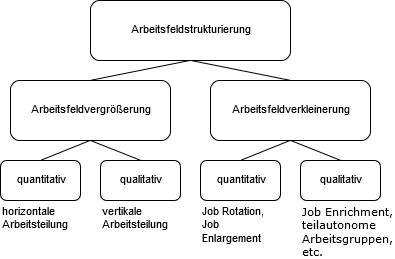 Arbeitsfeldstrukturierung
Arbeitsfeldvergrößerung
Arbeitsfeldverkleinerung
quantitativ
qualitativ
quantitativ
qualitativ
horizontale
Arbeitsteilung
vertikale
Arbeitsteilung
Job Rotation,
Job
Enlargement
Job Enrichment,
teilautonome
Arbeitsgruppen,
etc.